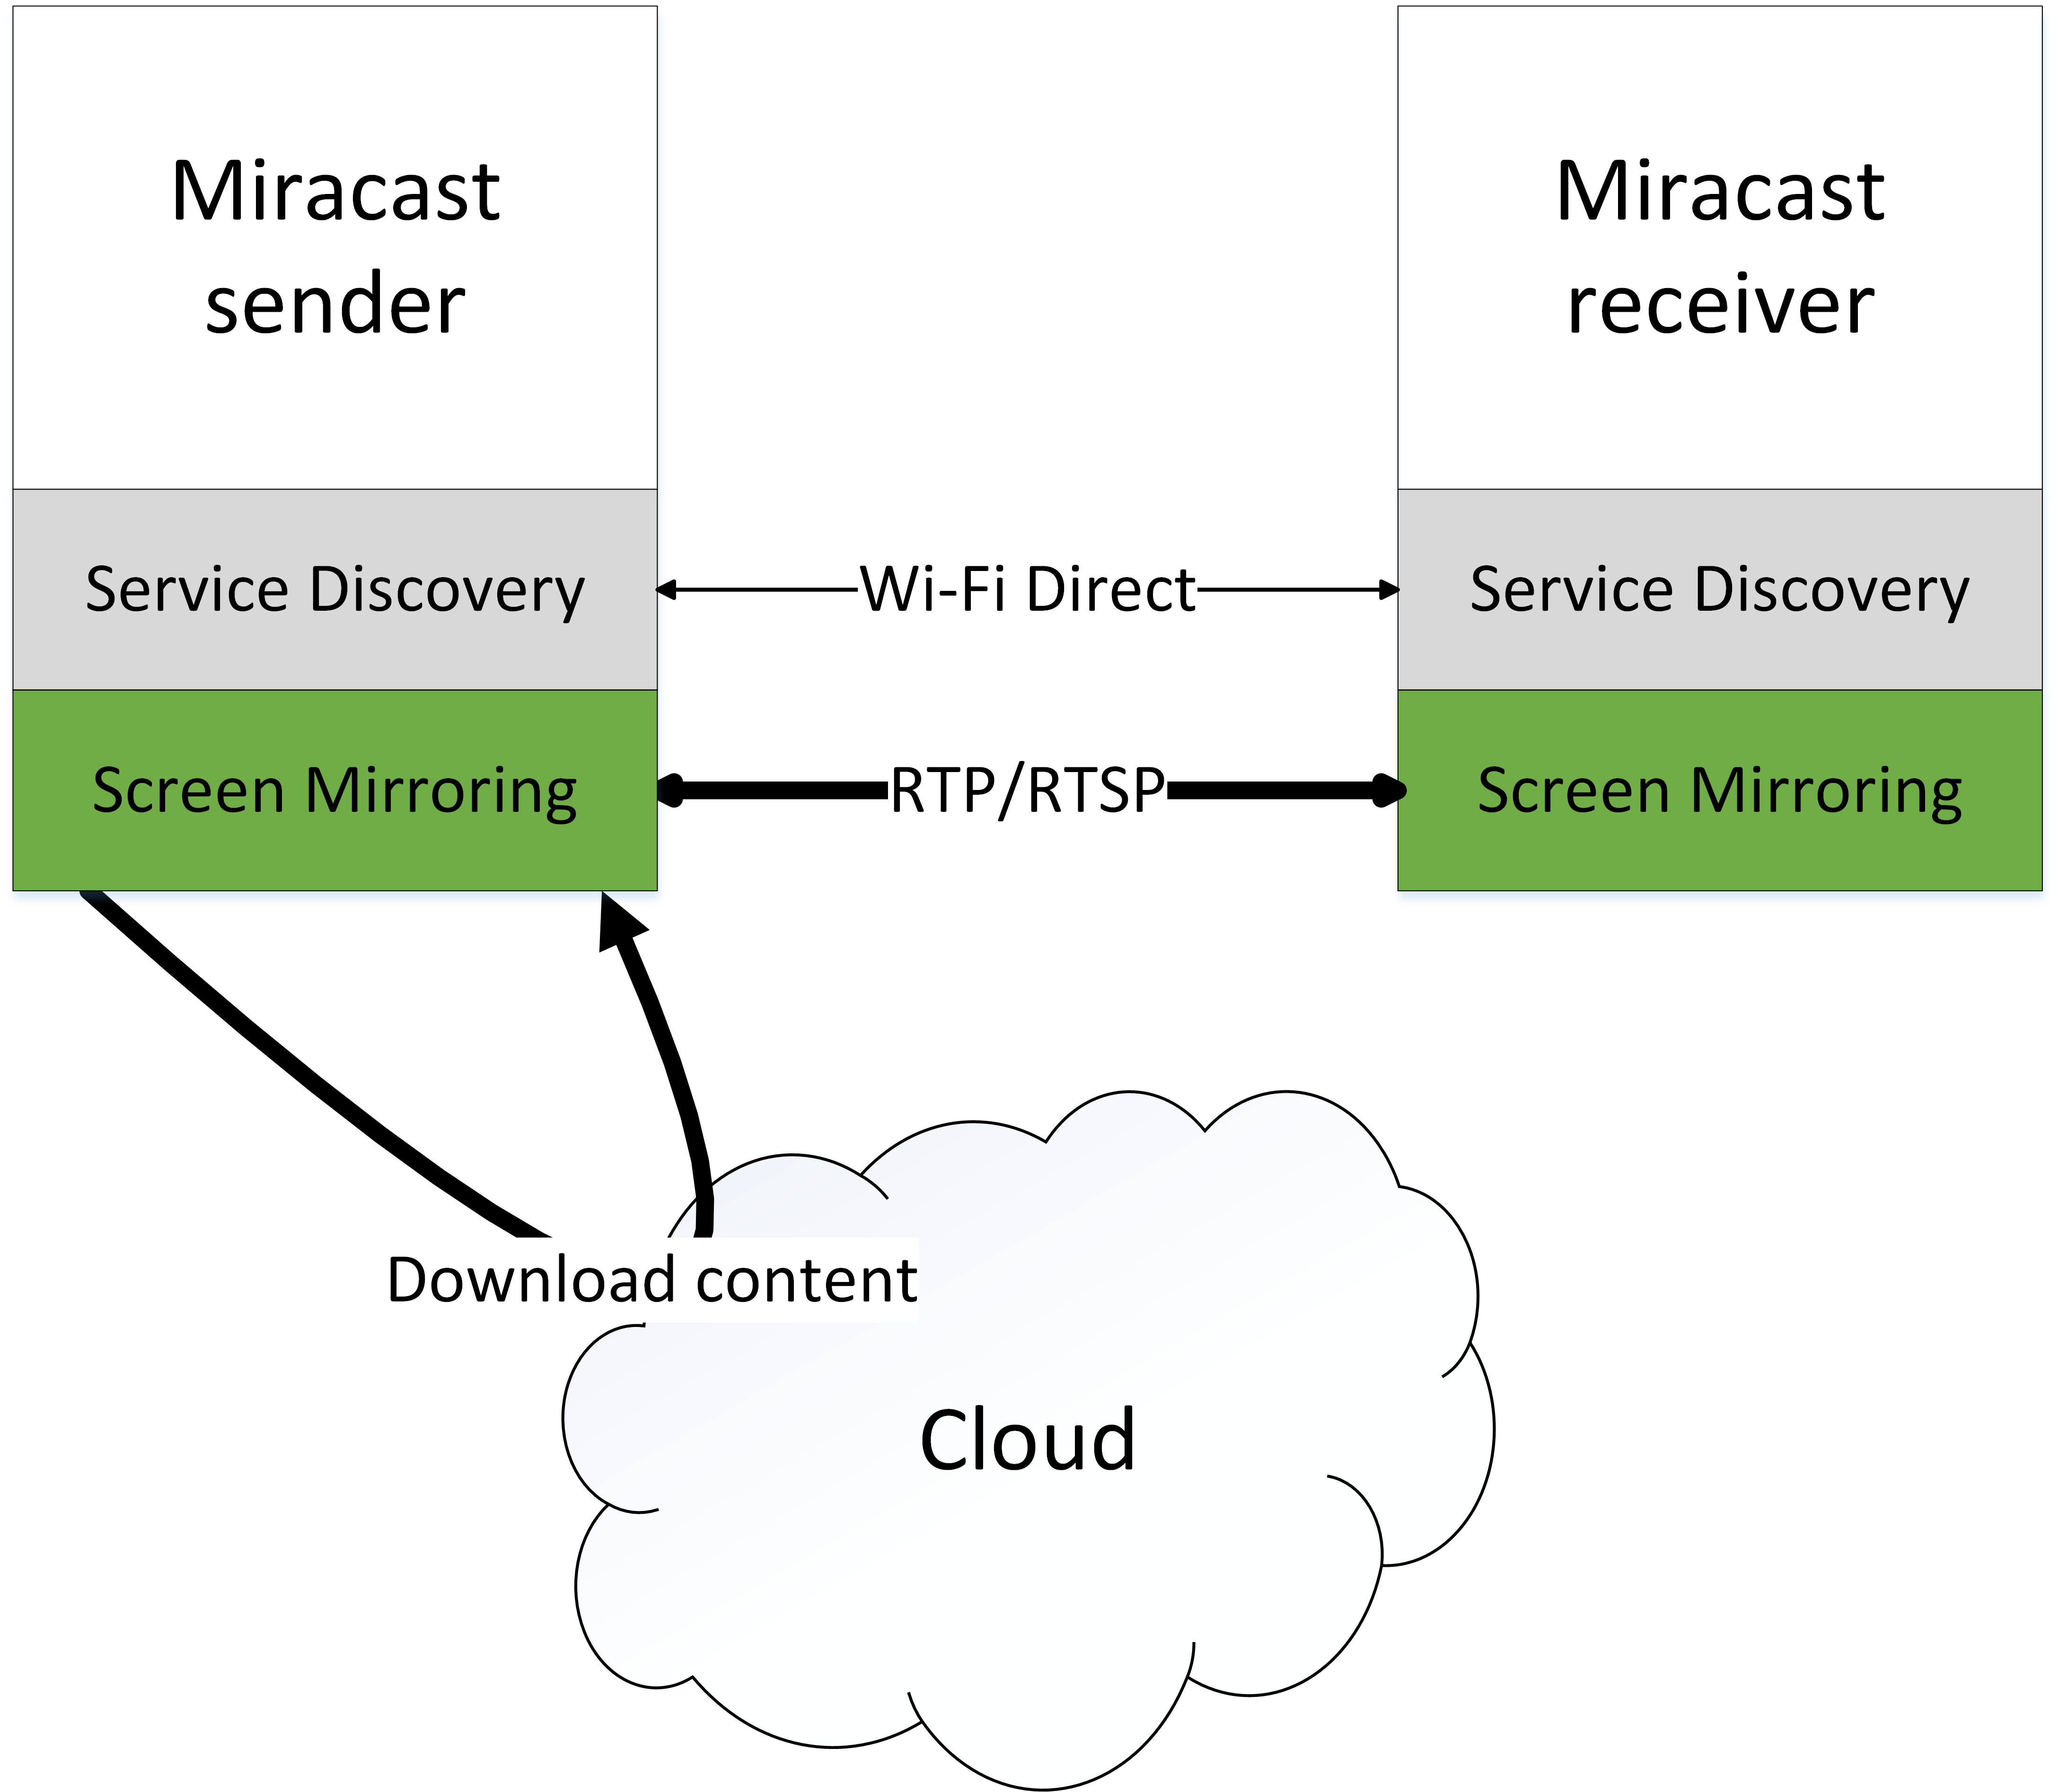 Miracast
sender
Miracast
receiver
Service Discovery
Wi-Fi Direct
Service Discovery
Screen Mirroring
RTP/RTSP
Screen Mirroring
Download content
Cloud